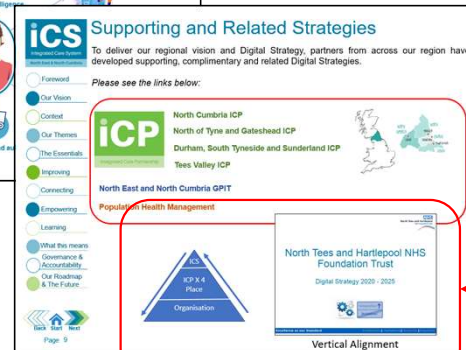 iCS
Integrated Care System
North East and North Cumbria
Supporting and Related Strategies
To deliver our regional vision and Digital Strategy, partners from across our region have
developed supporting, complimentary and related Digital Strategies.
Please see the links below:
Foreword
Our Vision
Context
Our Themes
The Essentials
Improving
Connecting
Empowering
Learning
What this means
Governance &
Accountability
Our Roadmap
& The Future
Back Start Next
Page 9
iCP
Integrated Care Partnership
North Cumbria ICP
North of Tyne and Gateshead ICP
Durham, South Tyneside and Sunderland ICP
Tees Valley ICP
North East and North Cumbria GPIT
Population Health Management
ICS
ICP X 4
Place
Organisation
NHS
North Tees and Hartlepool NHS
Foundation Trust
Digital Strategy 2020 - 2025
Vertical Alignment